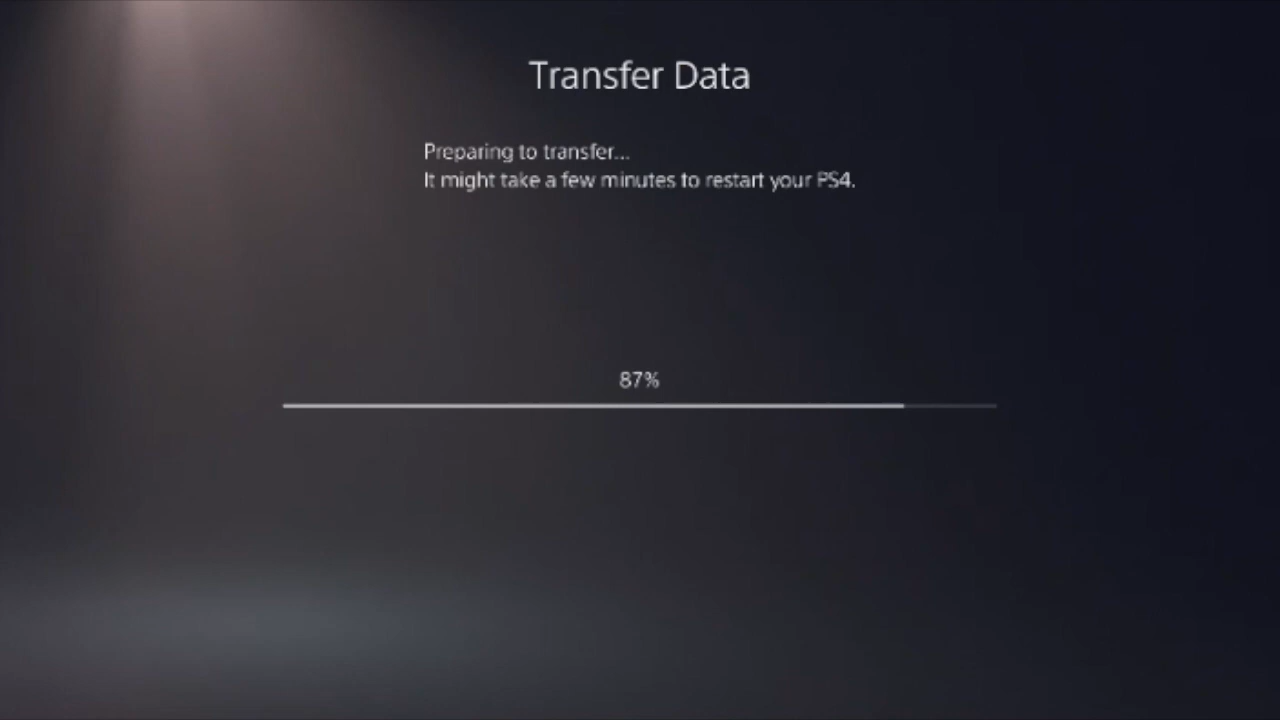 Transfer Data
Preparing to transfer...
It might take a few minutes to restart your PS4.
87%